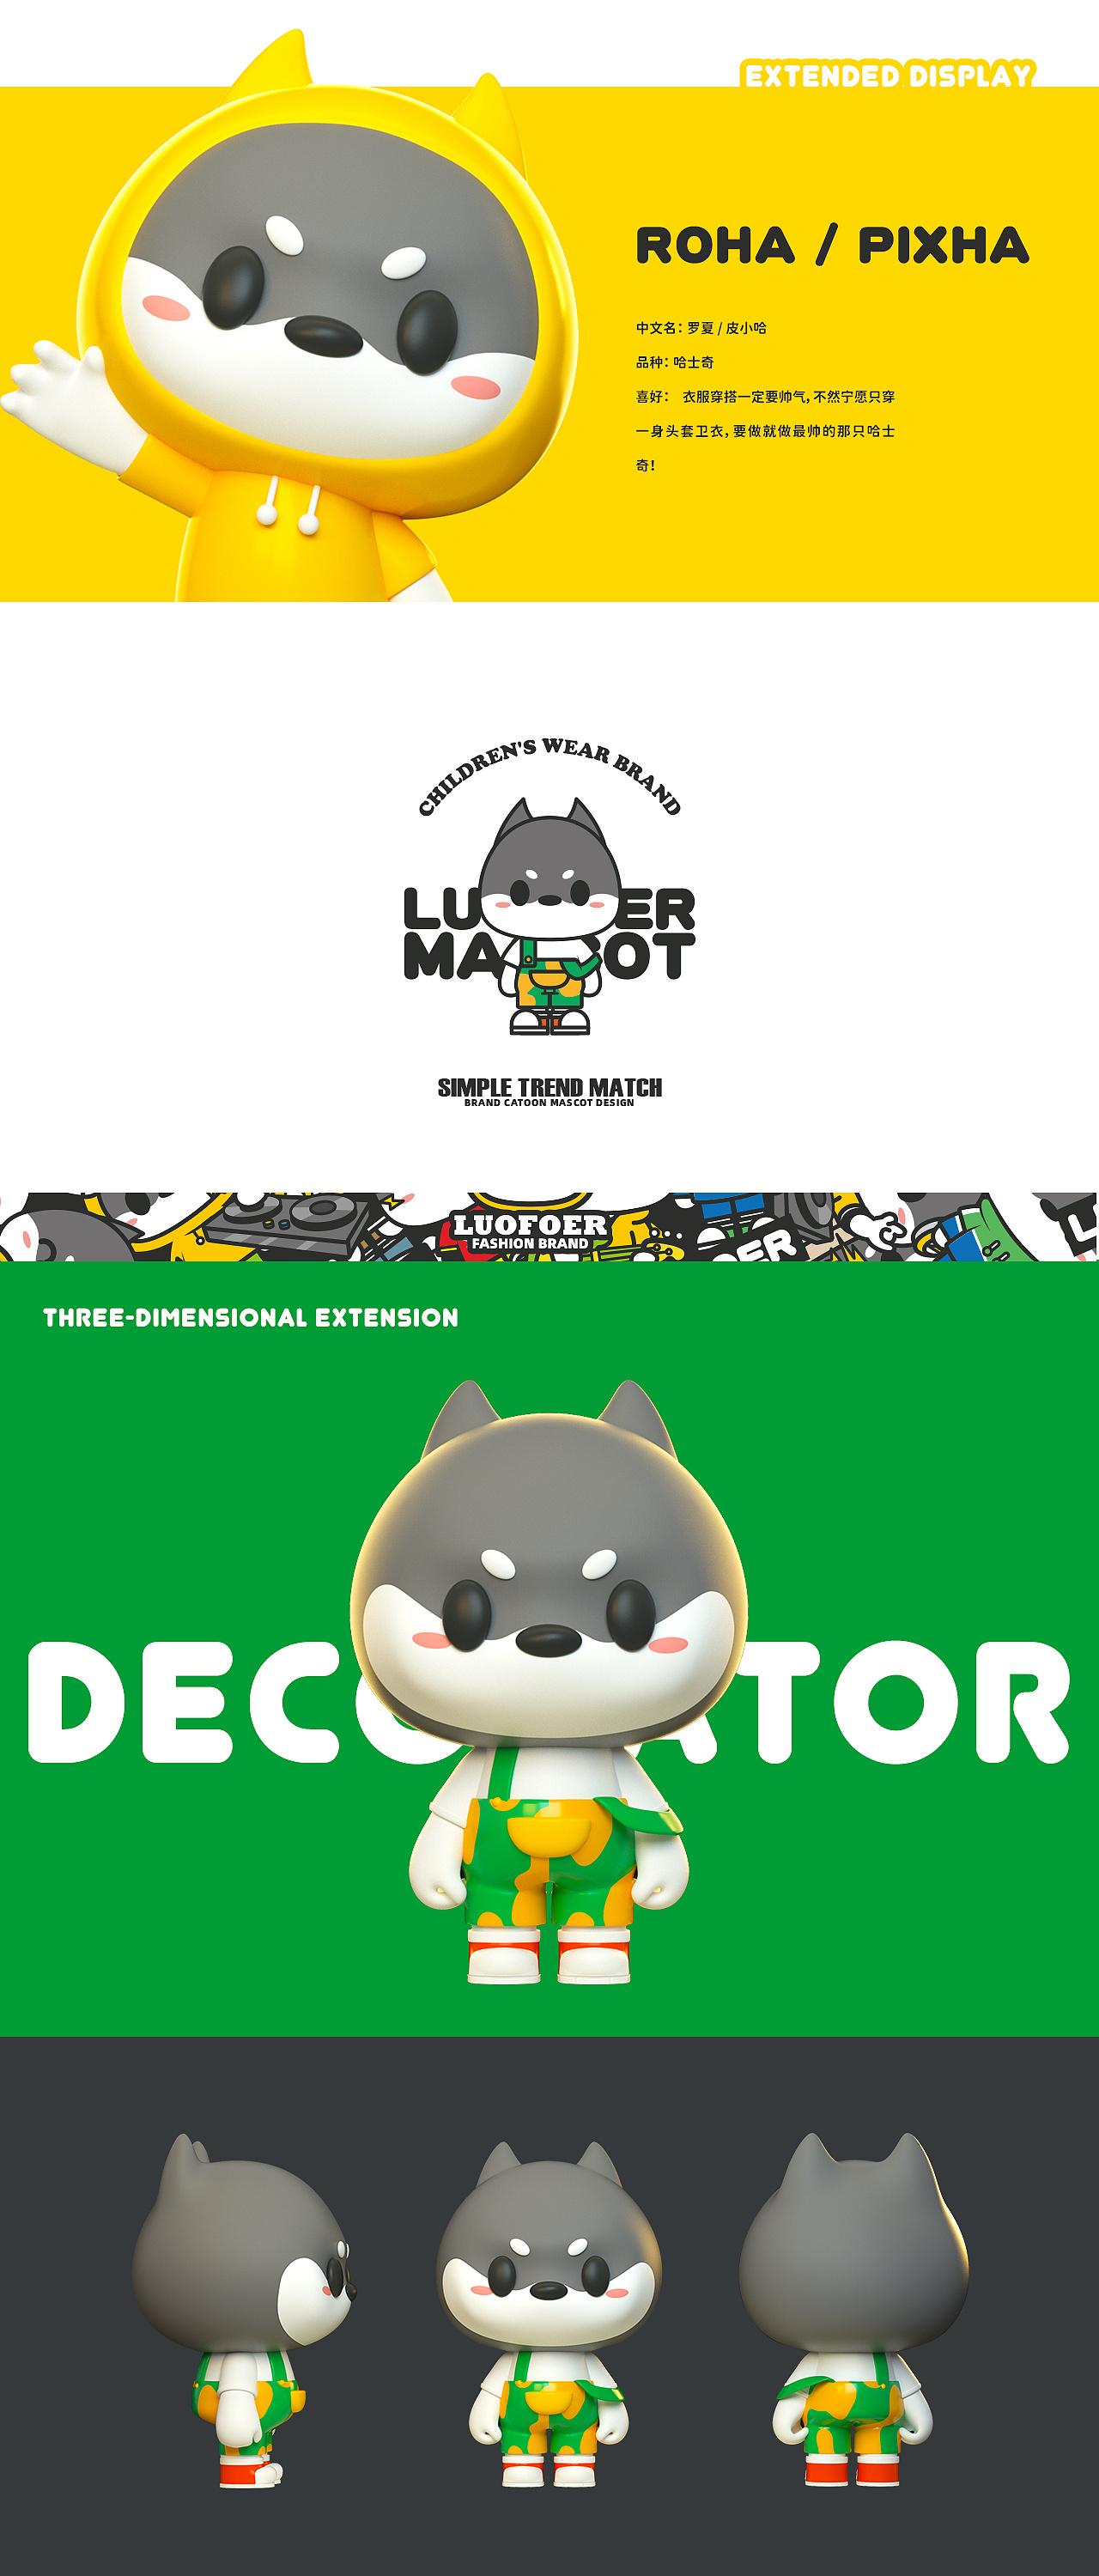 EXTENDED DISPLAY
ROHA / PIXHA
中文名：罗夏 / 皮小哈
品种：哈士奇
喜好： 衣服穿搭一定要帅气，不然宁愿只穿
一身头套卫衣，要做就做最帅的那只哈士
奇！
CHILDREN'S WEAR BRAND
LU ER
MA OT
SIMPLE TREND MATCH
BRAND CATOON MASCOT DESIGN
LUOFOER
FASHION BRAND
THREE-DIMENSIONAL EXTENSION
DECO ATOR